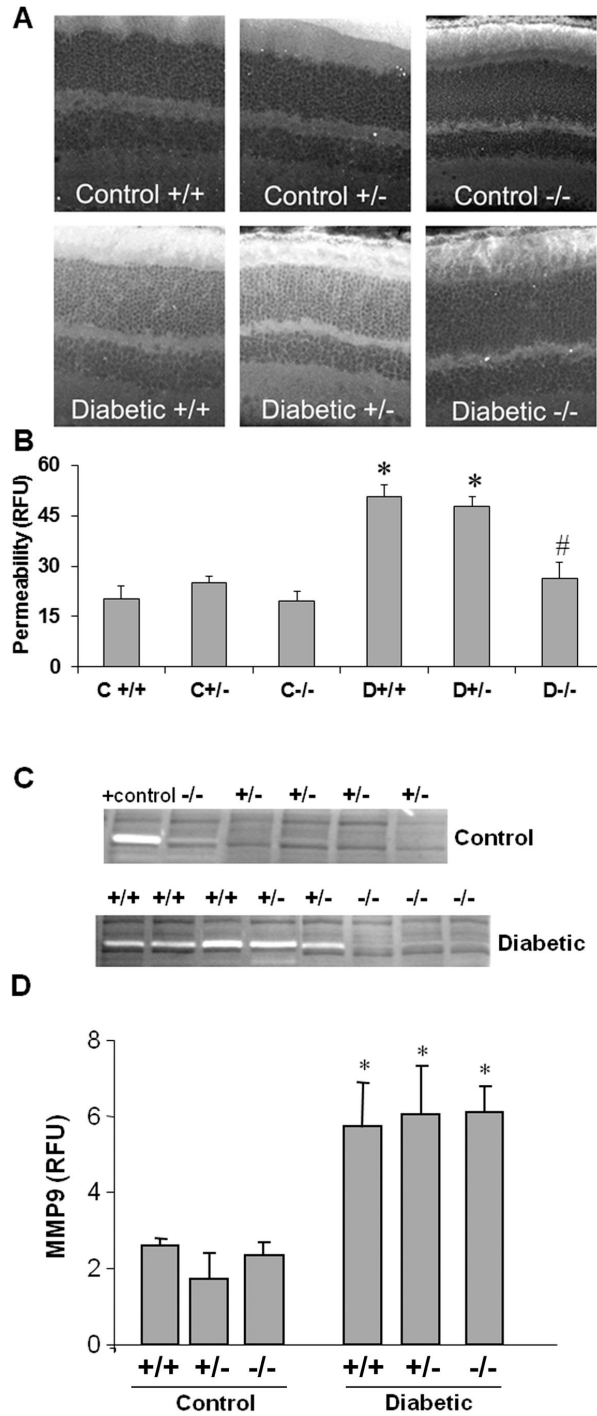 A
Control +/+ Control +/- Control -/-
Diabetic +/+ Diabetic +/- Diabetic -/-
B
Permeability (RFU)
60
45
30
15
0
* * #
C +/+ C+/- C-/- D+/+ D+/- D-/-
C
+control -/- +/- +/- +/- +/-
Control
+/+ +/+ +/+ +/- +/- -/- -/- -/-
Diabetic
D
MMP9 (RFU)
8
6
4
2
0
* * *
+/+ +/- -/- +/+ +/- -/-
Control Diabetic